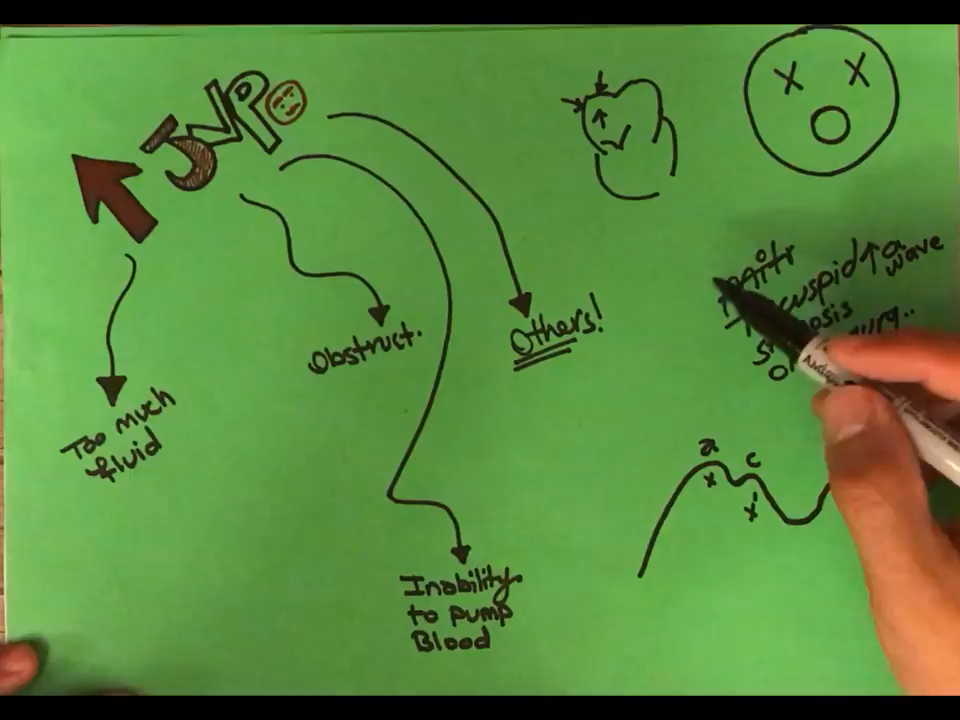 JVP
Too much
fluid
Obstruct.
Others!
Inability
to pump
Blood
↑ a
wave
a
c
x
x'